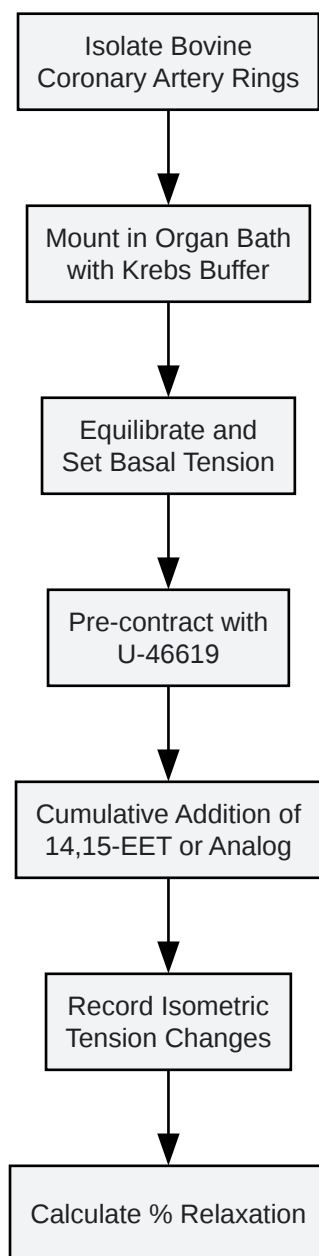 Isolate Bovine
Coronary Artery Rings
Mount in Organ Bath
with Krebs Buffer
Equilibrate and
Set Basal Tension
Pre-contract with
U-46619
Cumulative Addition of
14,15-EET or Analog
Record Isometric
Tension Changes
Calculate % Relaxation